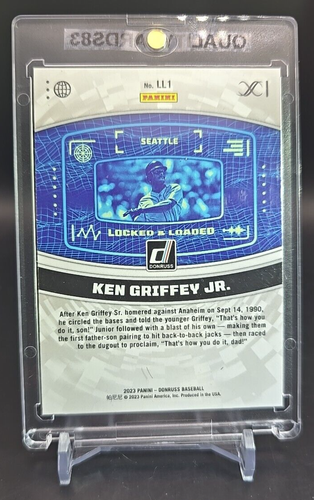 QUALITYCARDS83
No. LL1
PANINI
SEATTLE
LOCKED & LOADED
DONRUSS
KEN GRIFFEY JR.
After Ken Griffey Sr. homered against Anaheim on Sept 14, 1990,
he circled the bases and told the younger Griffey, "That's how you
do it, son!" Junior followed with a blast of his own — making them
the first father-son pairing to hit back-to-back jacks — then raced
to the dugout to proclaim, "That's how you do it, dad!"
2023 PANINI - DONRUSS BASEBALL
© 2023 Panini America, Inc. Produced in the USA.